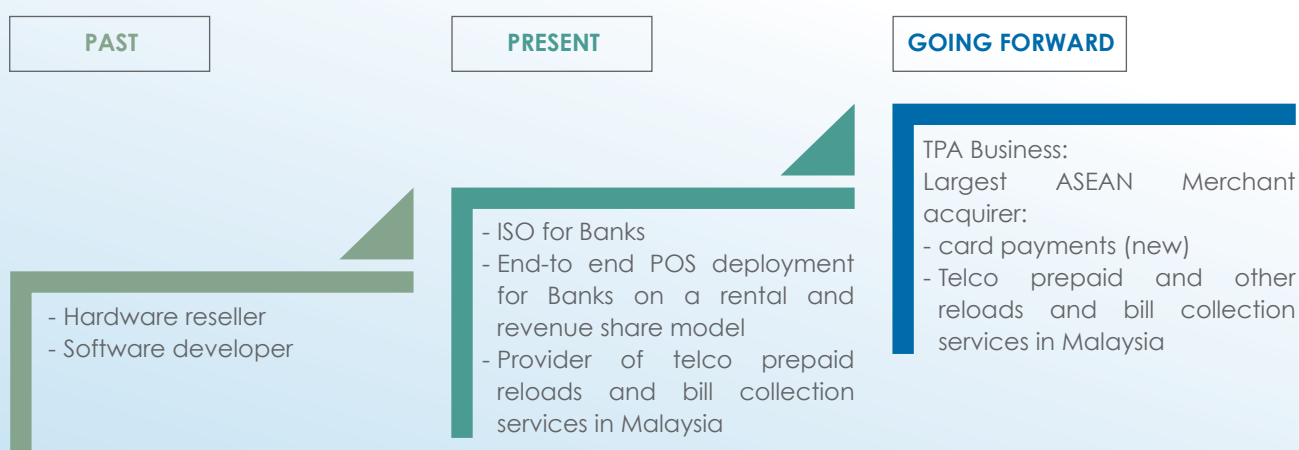 PAST
- Hardware reseller
- Software developer
PRESENT
- ISO for Banks
- End-to end POS deployment
for Banks on a rental and
revenue share model
- Provider of telco prepaid
reloads and bill collection
services in Malaysia
GOING FORWARD
TPA Business:
Largest ASEAN Merchant
acquirer:
- card payments (new)
- Telco prepaid and other
reloads and bill collection
services in Malaysia